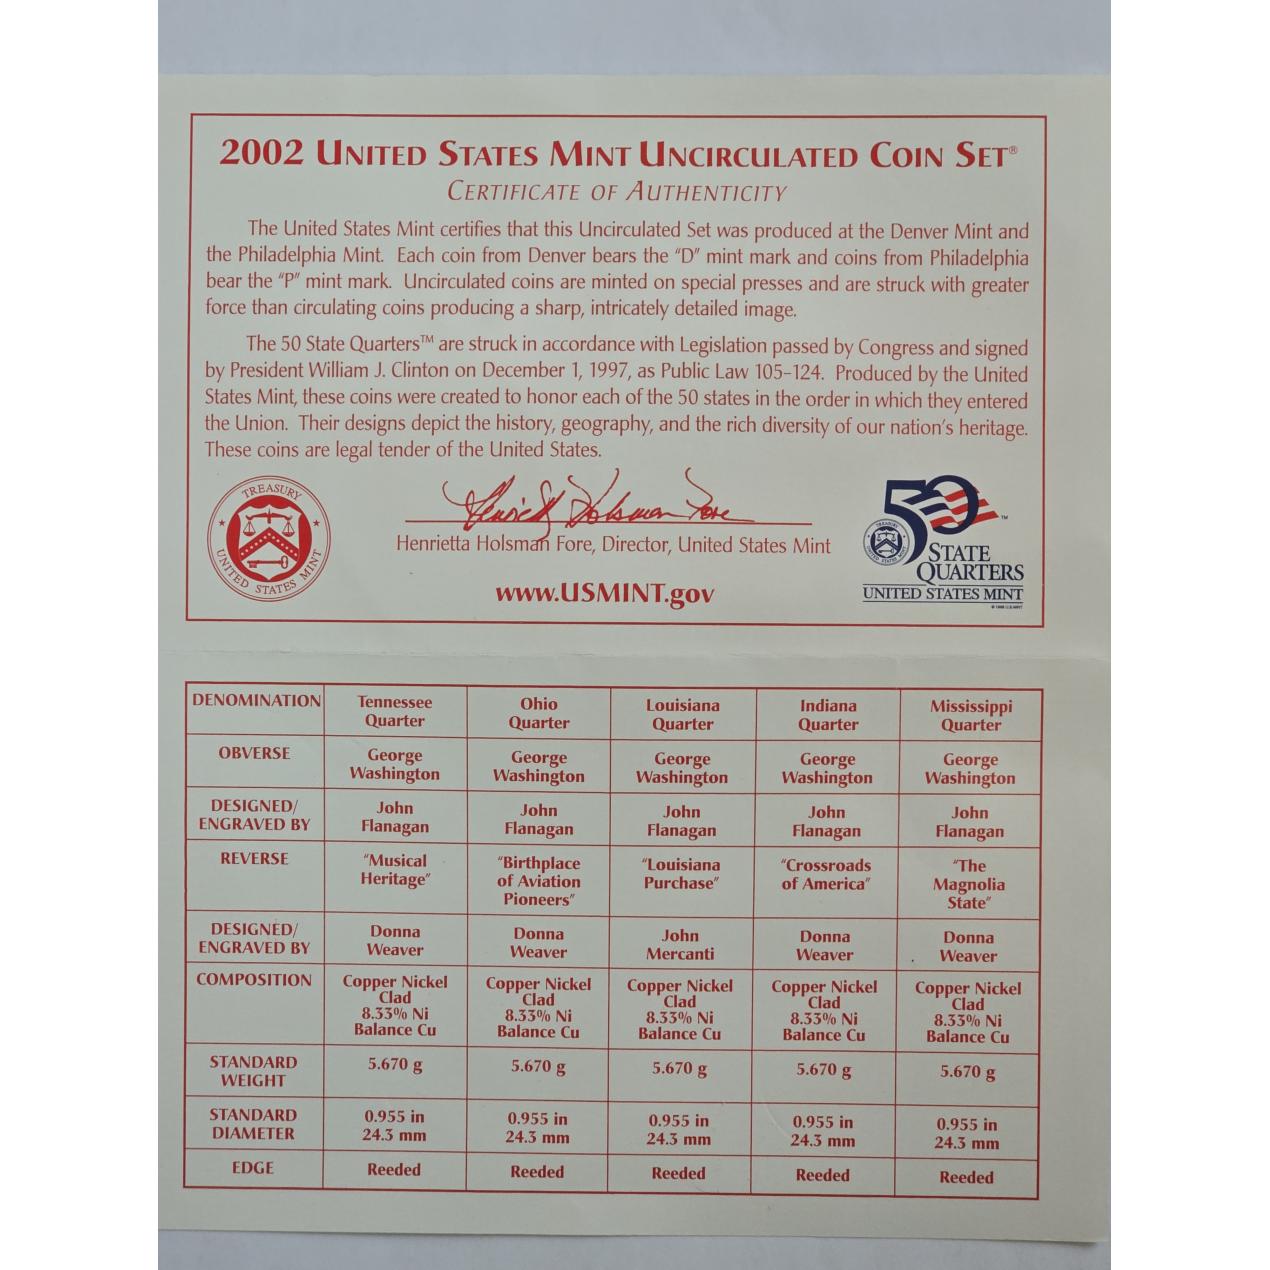 2002 UNITED STATES MINT UNCIRCULATED COIN SET®
CERTIFICATE OF AUTHENTICITY
The United States Mint certifies that this Uncirculated Set was produced at the Denver Mint and
the Philadelphia Mint. Each coin from Denver bears the "D" mint mark and coins from Philadelphia
bear the "P" mint mark. Uncirculated coins are minted on special presses and are struck with greater
force than circulating coins producing a sharp, intricately detailed image.
The 50 State Quarters™ are struck in accordance with Legislation passed by Congress and signed
by President William J. Clinton on December 1, 1997, as Public Law 105-124. Produced by the United
States Mint, these coins were created to honor each of the 50 states in the order in which they entered
the Union. Their designs depict the history, geography, and the rich diversity of our nation's heritage.
These coins are legal tender of the United States.
TREASURY
UNITED STATES MINT
Henrietta Holsman Fore
Henrietta Holsman Fore, Director, United States Mint
www.USMINT.gov
50 ™
TREASURY
UNITED STATES MINT
STATE
QUARTERS
UNITED STATES MINT
© 1998 U.S. MINT
DENOMINATION Tennessee Quarter Ohio Quarter Louisiana Quarter Indiana Quarter Mississippi Quarter
OBVERSE George Washington George Washington George Washington George Washington George Washington
DESIGNED/ ENGRAVED BY John Flanagan John Flanagan John Flanagan John Flanagan John Flanagan
REVERSE "Musical Heritage" "Birthplace of Aviation Pioneers" "Louisiana Purchase" "Crossroads of America" "The Magnolia State"
DESIGNED/ ENGRAVED BY Donna Weaver Donna Weaver John Mercanti Donna Weaver Donna Weaver
COMPOSITION Copper Nickel Clad 8.33% Ni Balance Cu Copper Nickel Clad 8.33% Ni Balance Cu Copper Nickel Clad 8.33% Ni Balance Cu Copper Nickel Clad 8.33% Ni Balance Cu Copper Nickel Clad 8.33% Ni Balance Cu
STANDARD WEIGHT 5.670 g 5.670 g 5.670 g 5.670 g 5.670 g
STANDARD DIAMETER 0.955 in 24.3 mm 0.955 in 24.3 mm 0.955 in 24.3 mm 0.955 in 24.3 mm 0.955 in 24.3 mm
EDGE Reeded Reeded Reeded Reeded Reeded